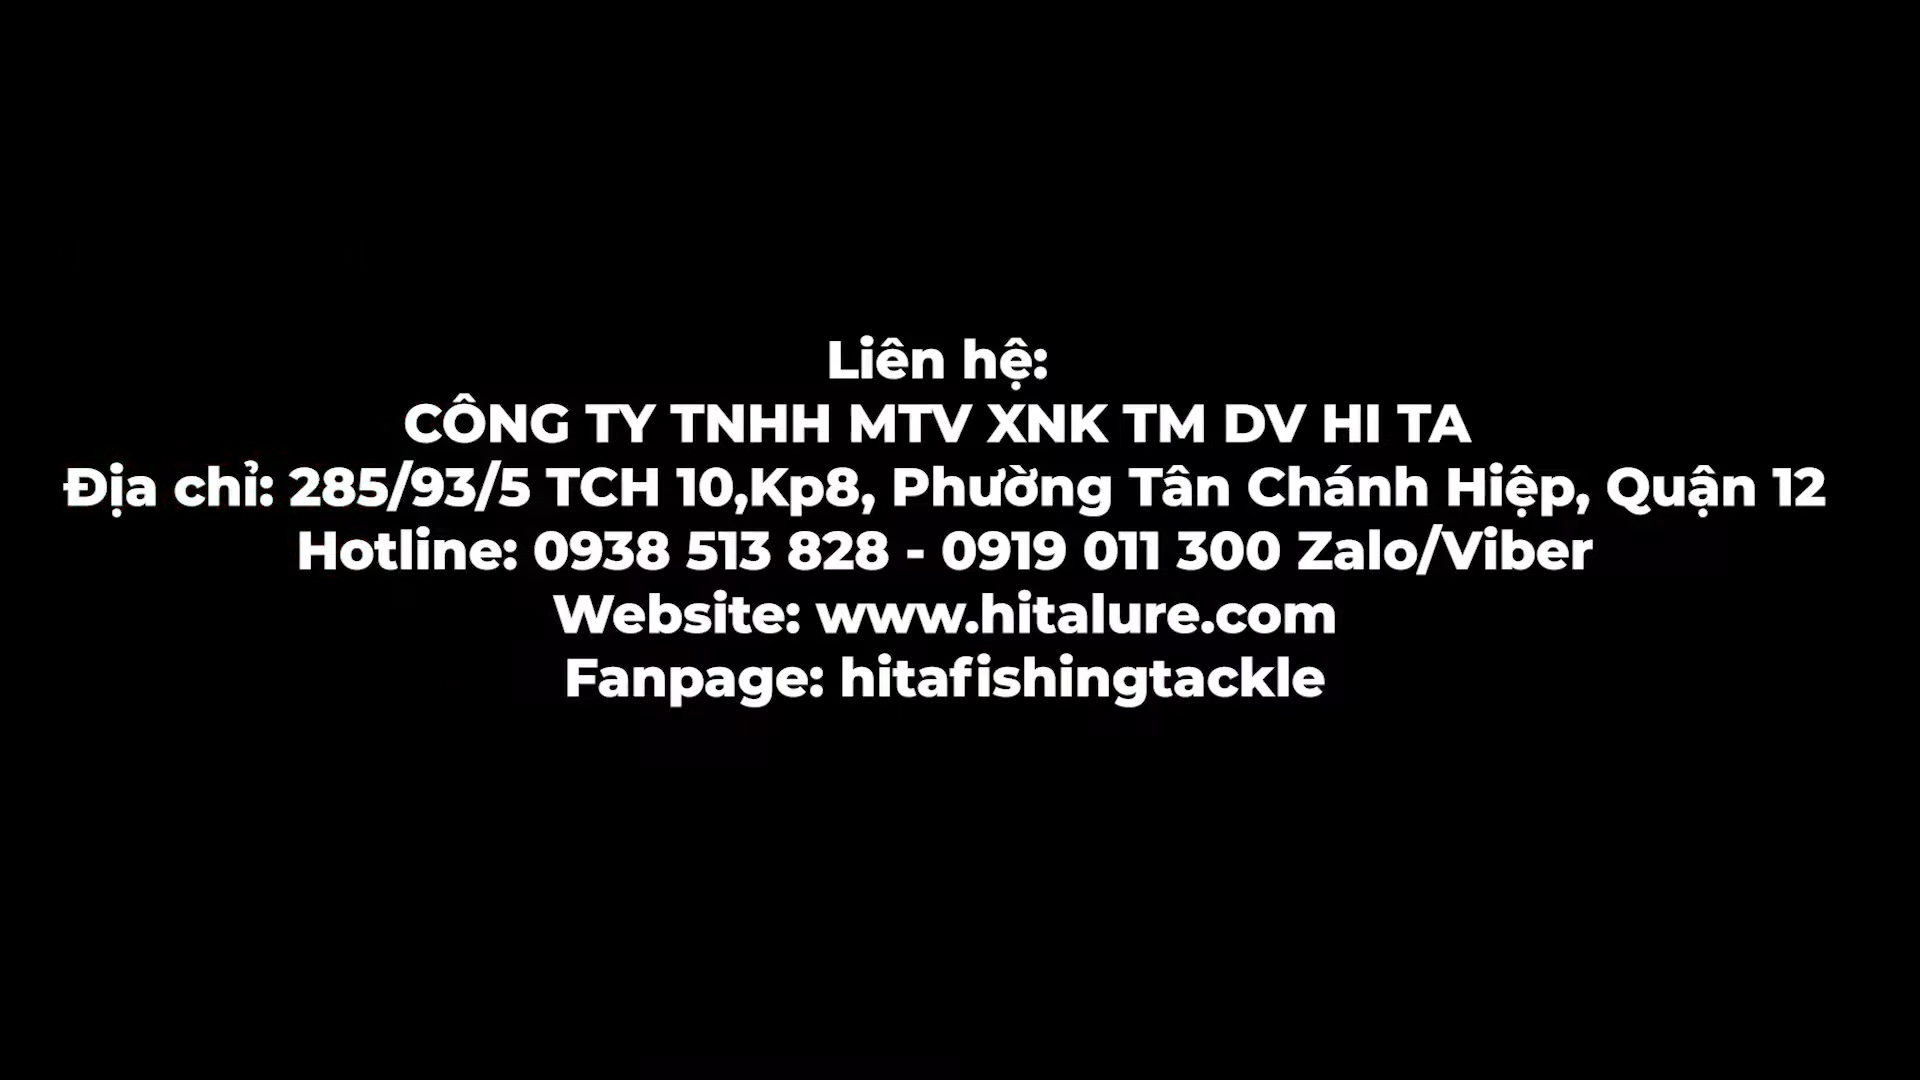 Liên hệ:
CÔNG TY TNHH MTV XNK TM DV HI TA
Địa chỉ: 285/93/5 TCH 10,Kp8, Phường Tân Chánh Hiệp, Quận 12
Hotline: 0938 513 828 - 0919 011 300 Zalo/Viber
Website: www.hitalure.com
Fanpage: hitafishingtackle